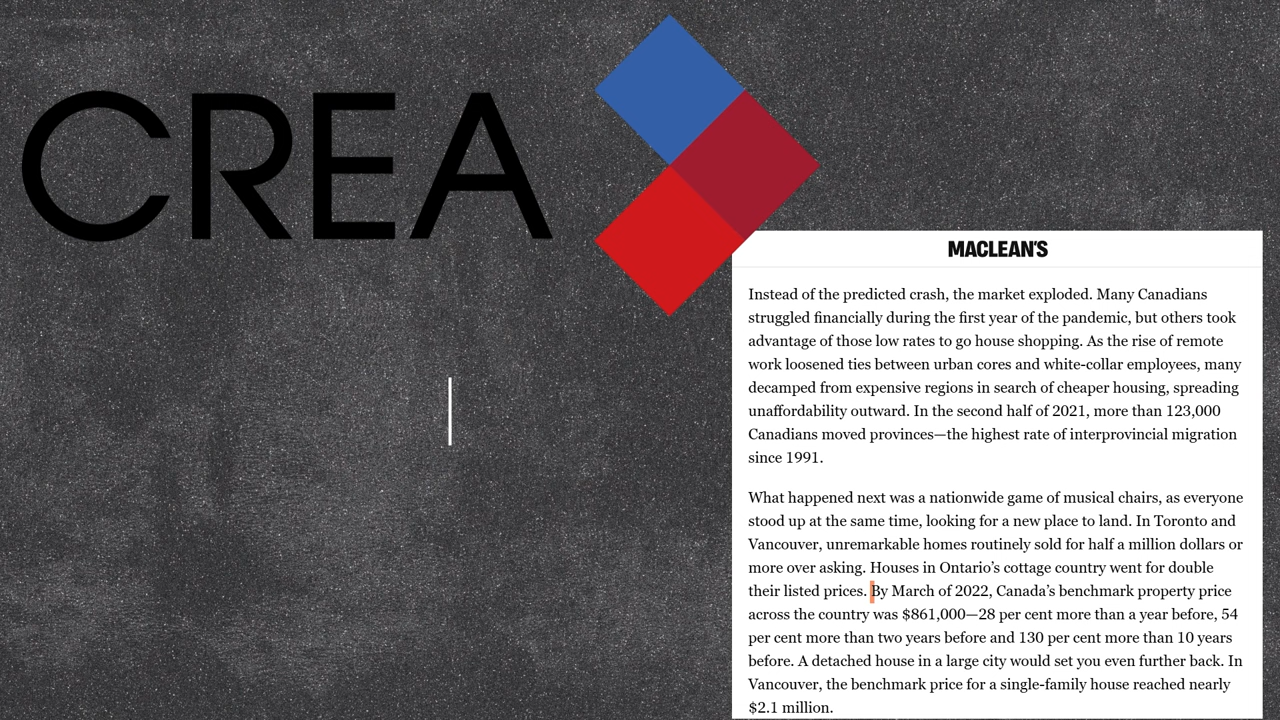 CREA
MACLEAN'S
Instead of the predicted crash, the market exploded. Many Canadians
struggled financially during the first year of the pandemic, but others took
advantage of those low rates to go house shopping. As the rise of remote
work loosened ties between urban cores and white-collar employees, many
decamped from expensive regions in search of cheaper housing, spreading
unaffordability outward. In the second half of 2021, more than 123,000
Canadians moved provinces—the highest rate of interprovincial migration
since 1991.
What happened next was a nationwide game of musical chairs, as everyone
stood up at the same time, looking for a new place to land. In Toronto and
Vancouver, unremarkable homes routinely sold for half a million dollars or
more over asking. Houses in Ontario’s cottage country went for double
their listed prices. By March of 2022, Canada’s benchmark property price
across the country was $861,000—28 per cent more than a year before, 54
per cent more than two years before and 130 per cent more than 10 years
before. A detached house in a large city would set you even further back. In
Vancouver, the benchmark price for a single-family house reached nearly
$2.1 million.